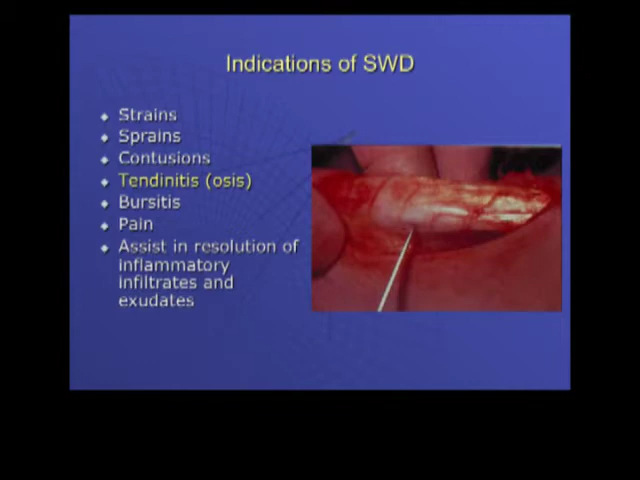 Indications of SWD
Strains
Sprains
Contusions
Tendinitis (osis)
Bursitis
Pain
Assist in resolution of
inflammatory
infiltrates and
exudates